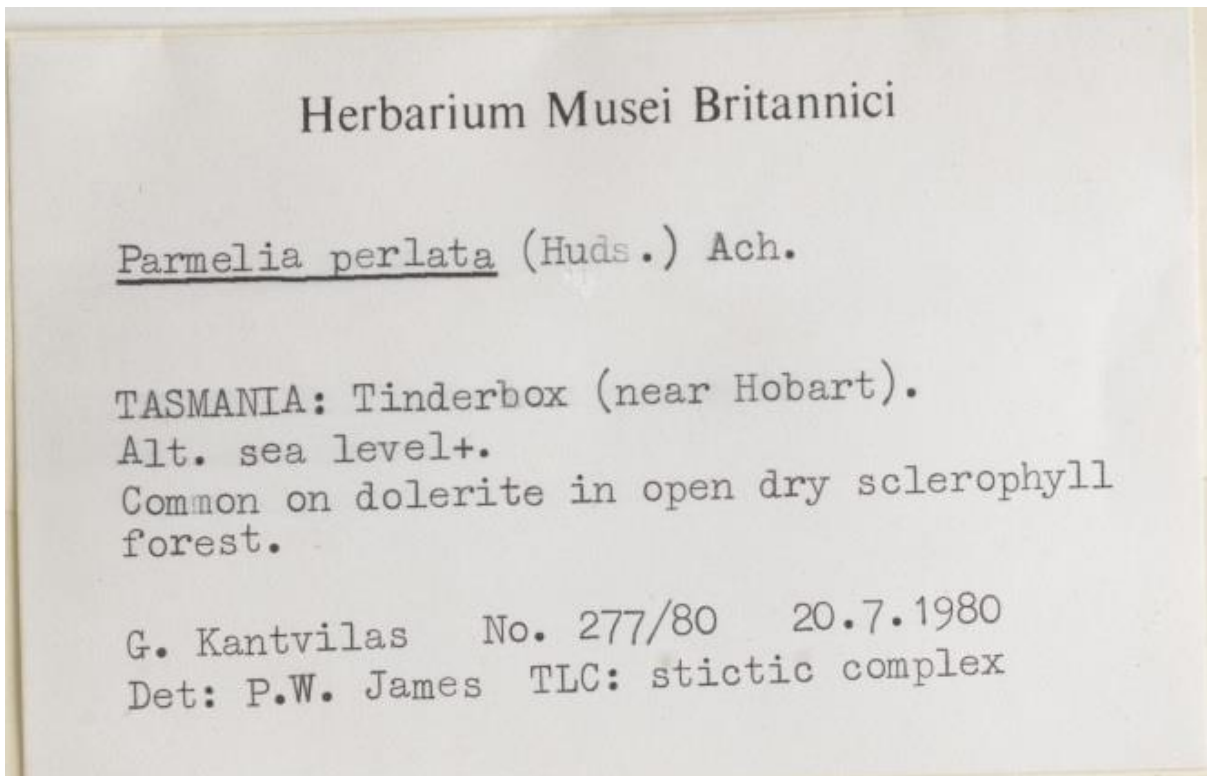 Herbarium Musei Britannici
Parmelia perlata (Huds.) Ach.
TASMANIA: Tinderbox (near Hobart).
Alt. sea level+.
Common on dolerite in open dry sclerophyll
forest.
G. Kantvilas No. 277/80 20.7.1980
Det: P.W. James TLC: stictic complex